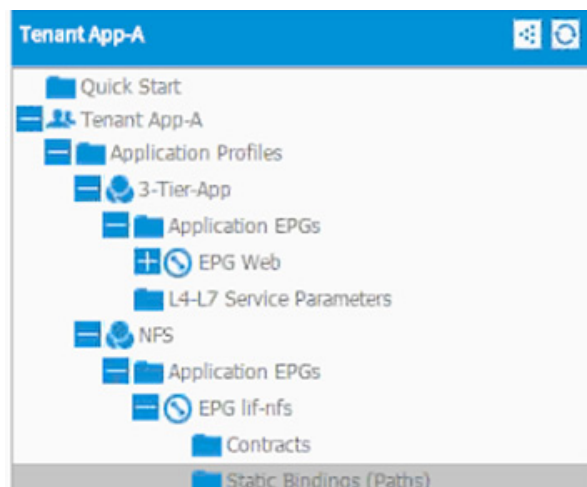 Tenant App-A
Quick Start
Tenant App-A
Application Profiles
3-Tier-App
Application EPGs
EPG Web
L4-L7 Service Parameters
NFS
Application EPGs
EPG lif-nfs
Contracts
Static Bindings (Paths)